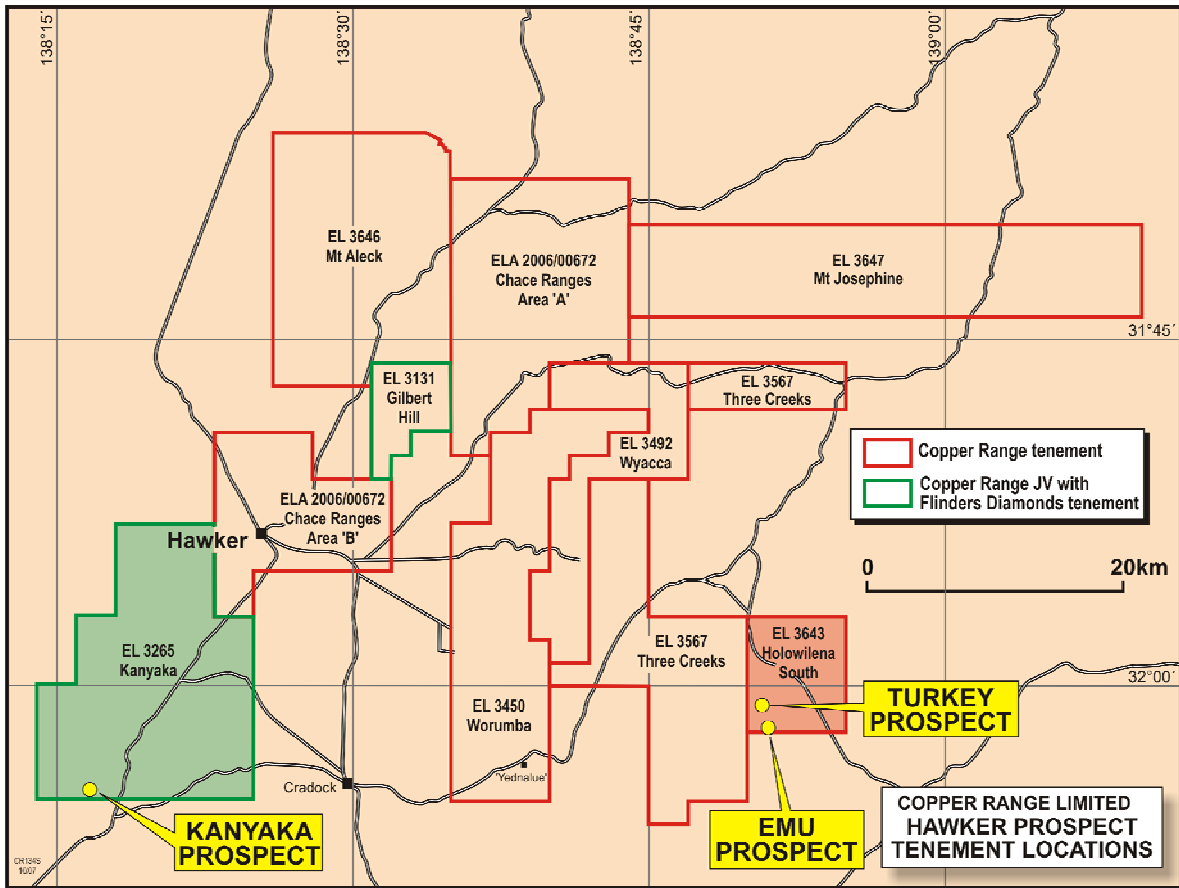 138°15´
138°30´
138°45´
139°00´
EL 3646
Mt Aleck
ELA 2006/00672
Chace Ranges
Area 'A'
EL 3647
Mt Josephine
31°45´
EL 3131
Gilbert
Hill
EL 3567
Three Creeks
EL 3492
Wyacca
Copper Range tenement
Copper Range JV with
Flinders Diamonds tenement
ELA 2006/00672
Chace Ranges
Area 'B'
Hawker
0
20km
EL 3265
Kanyaka
EL 3567
Three Creeks
EL 3643
Holowilena
South
32°00´
EL 3450
Worumba
TURKEY
PROSPECT
'Yednalue'
Cradock
KANYAKA
PROSPECT
EMU
PROSPECT
COPPER RANGE LIMITED
HAWKER PROSPECT
TENEMENT LOCATIONS
CR134S
10/07